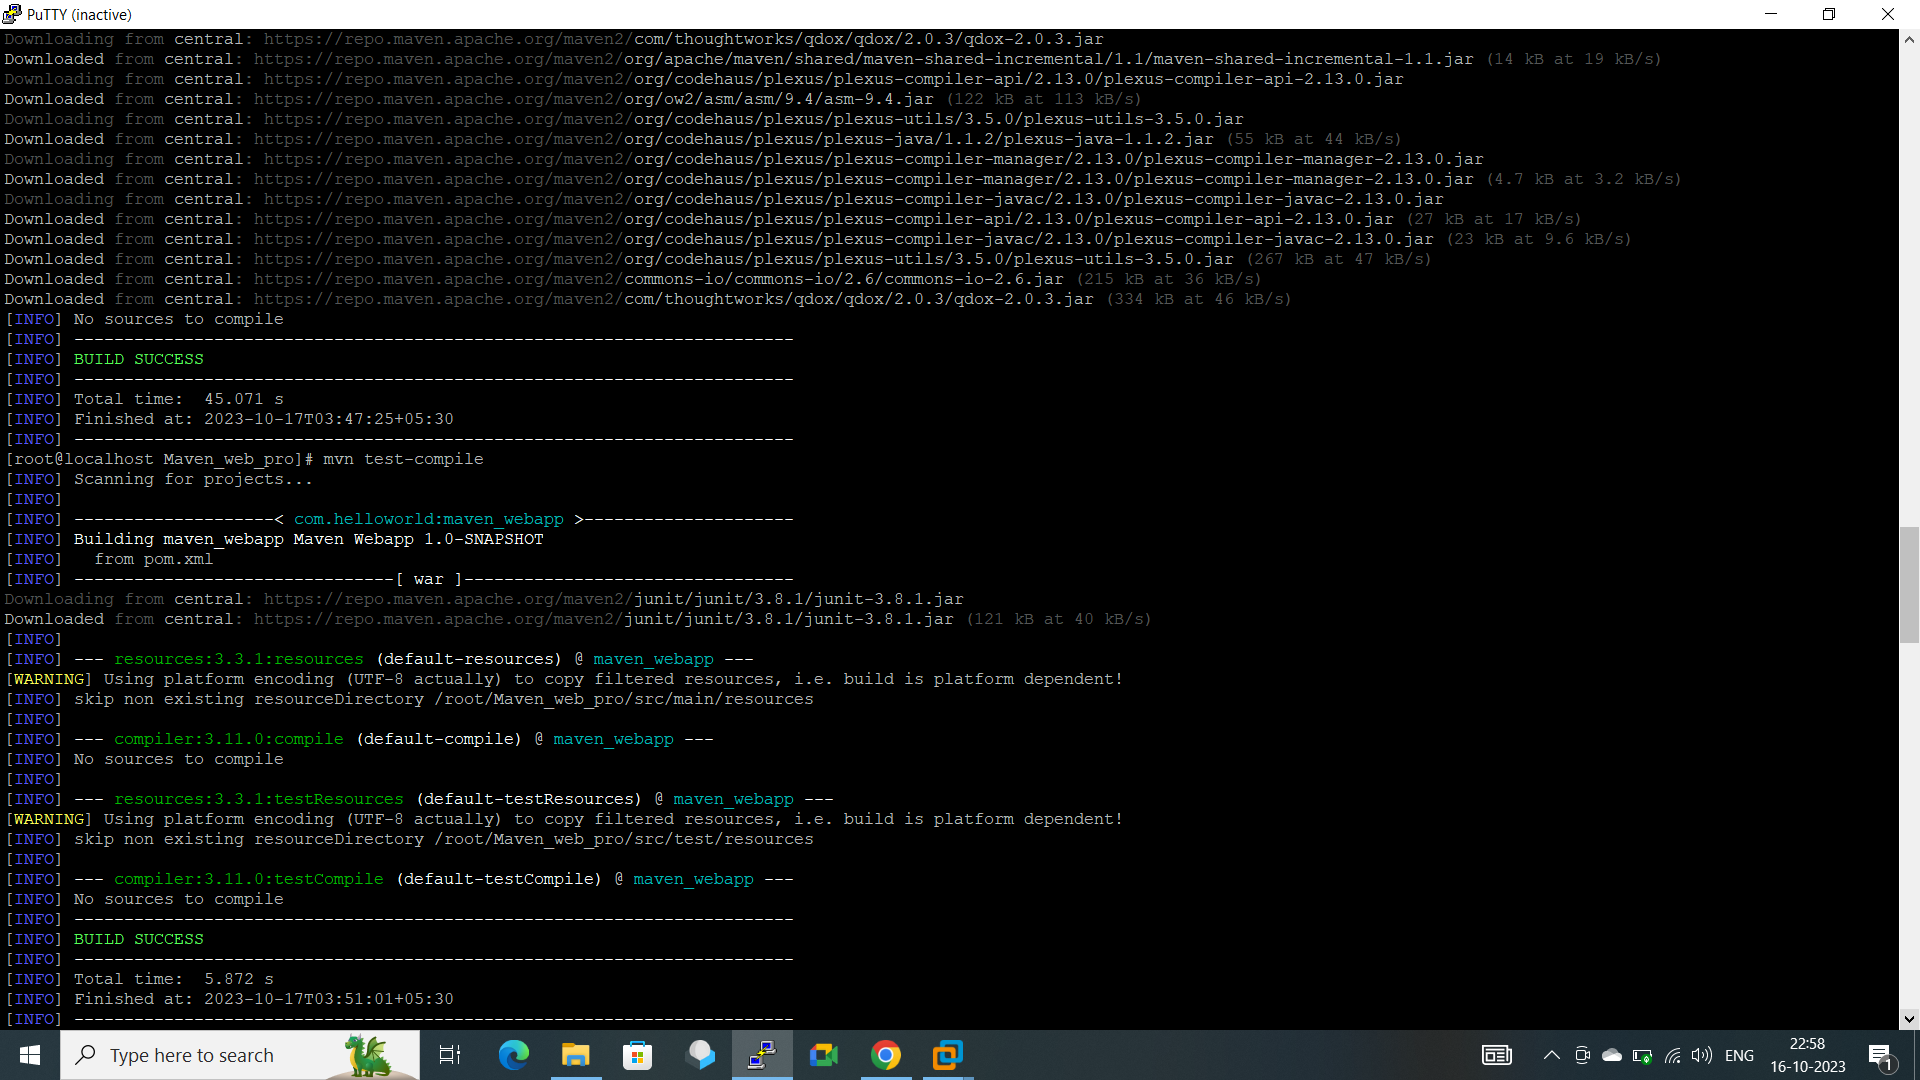 PuTTY (inactive)
Downloading from central: https://repo.maven.apache.org/maven2/com/thoughtworks/qdox/qdox/2.0.3/qdox-2.0.3.jar
Downloaded from central: https://repo.maven.apache.org/maven2/org/apache/maven/shared/maven-shared-incremental/1.1/maven-shared-incremental-1.1.jar (14 kB at 19 kB/s)
Downloading from central: https://repo.maven.apache.org/maven2/org/codehaus/plexus/plexus-compiler-api/2.13.0/plexus-compiler-api-2.13.0.jar
Downloaded from central: https://repo.maven.apache.org/maven2/org/ow2/asm/asm/9.4/asm-9.4.jar (122 kB at 113 kB/s)
Downloading from central: https://repo.maven.apache.org/maven2/org/codehaus/plexus/plexus-utils/3.5.0/plexus-utils-3.5.0.jar
Downloaded from central: https://repo.maven.apache.org/maven2/org/codehaus/plexus/plexus-java/1.1.2/plexus-java-1.1.2.jar (55 kB at 44 kB/s)
Downloading from central: https://repo.maven.apache.org/maven2/org/codehaus/plexus/plexus-compiler-manager/2.13.0/plexus-compiler-manager-2.13.0.jar
Downloaded from central: https://repo.maven.apache.org/maven2/org/codehaus/plexus/plexus-compiler-manager/2.13.0/plexus-compiler-manager-2.13.0.jar (4.7 kB at 3.2 kB/s)
Downloading from central: https://repo.maven.apache.org/maven2/org/codehaus/plexus/plexus-compiler-javac/2.13.0/plexus-compiler-javac-2.13.0.jar
Downloaded from central: https://repo.maven.apache.org/maven2/org/codehaus/plexus/plexus-compiler-api/2.13.0/plexus-compiler-api-2.13.0.jar (27 kB at 17 kB/s)
Downloaded from central: https://repo.maven.apache.org/maven2/org/codehaus/plexus/plexus-compiler-javac/2.13.0/plexus-compiler-javac-2.13.0.jar (23 kB at 9.6 kB/s)
Downloaded from central: https://repo.maven.apache.org/maven2/org/codehaus/plexus/plexus-utils/3.5.0/plexus-utils-3.5.0.jar (267 kB at 47 kB/s)
Downloaded from central: https://repo.maven.apache.org/maven2/commons-io/commons-io/2.6/commons-io-2.6.jar (215 kB at 36 kB/s)
Downloaded from central: https://repo.maven.apache.org/maven2/com/thoughtworks/qdox/qdox/2.0.3/qdox-2.0.3.jar (334 kB at 46 kB/s)
[INFO] No sources to compile
[INFO] ------------------------------------------------------------------------
[INFO] BUILD SUCCESS
[INFO] ------------------------------------------------------------------------
[INFO] Total time:  45.071 s
[INFO] Finished at: 2023-10-17T03:47:25+05:30
[INFO] ------------------------------------------------------------------------
[root@localhost Maven_web_pro]# mvn test-compile
[INFO] Scanning for projects...
[INFO]
[INFO] --------------------< com.helloworld:maven_webapp >---------------------
[INFO] Building maven_webapp Maven Webapp 1.0-SNAPSHOT
[INFO]   from pom.xml
[INFO] --------------------------------[ war ]---------------------------------
Downloading from central: https://repo.maven.apache.org/maven2/junit/junit/3.8.1/junit-3.8.1.jar
Downloaded from central: https://repo.maven.apache.org/maven2/junit/junit/3.8.1/junit-3.8.1.jar (121 kB at 40 kB/s)
[INFO]
[INFO] --- resources:3.3.1:resources (default-resources) @ maven_webapp ---
[WARNING] Using platform encoding (UTF-8 actually) to copy filtered resources, i.e. build is platform dependent!
[INFO] skip non existing resourceDirectory /root/Maven_web_pro/src/main/resources
[INFO]
[INFO] --- compiler:3.11.0:compile (default-compile) @ maven_webapp ---
[INFO] No sources to compile
[INFO]
[INFO] --- resources:3.3.1:testResources (default-testResources) @ maven_webapp ---
[WARNING] Using platform encoding (UTF-8 actually) to copy filtered resources, i.e. build is platform dependent!
[INFO] skip non existing resourceDirectory /root/Maven_web_pro/src/test/resources
[INFO]
[INFO] --- compiler:3.11.0:testCompile (default-testCompile) @ maven_webapp ---
[INFO] No sources to compile
[INFO] ------------------------------------------------------------------------
[INFO] BUILD SUCCESS
[INFO] ------------------------------------------------------------------------
[INFO] Total time:  5.872 s
[INFO] Finished at: 2023-10-17T03:51:01+05:30
[INFO] ------------------------------------------------------------------------
Type here to search
ENG
22:58
16-10-2023
1